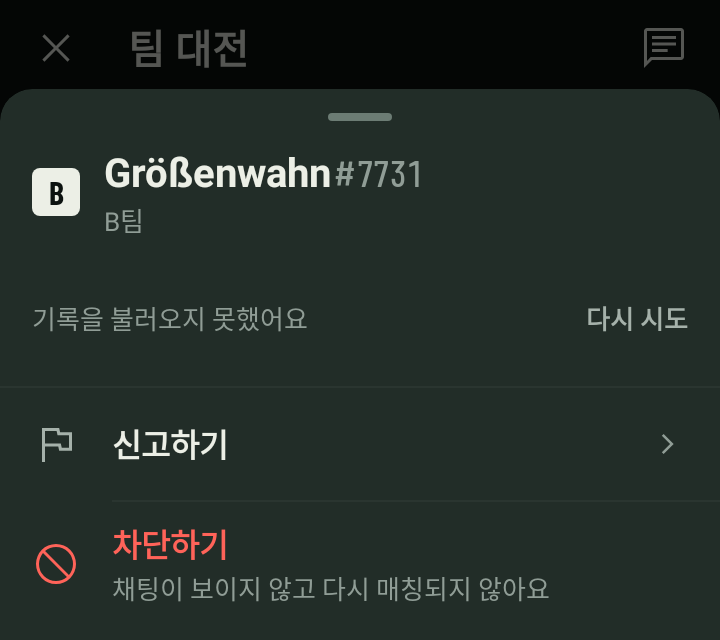 팀 대전
B
Größenwahn #7731
B팀
기록을 불러오지 못했어요 다시 시도
신고하기
차단하기
채팅이 보이지 않고 다시 매칭되지 않아요